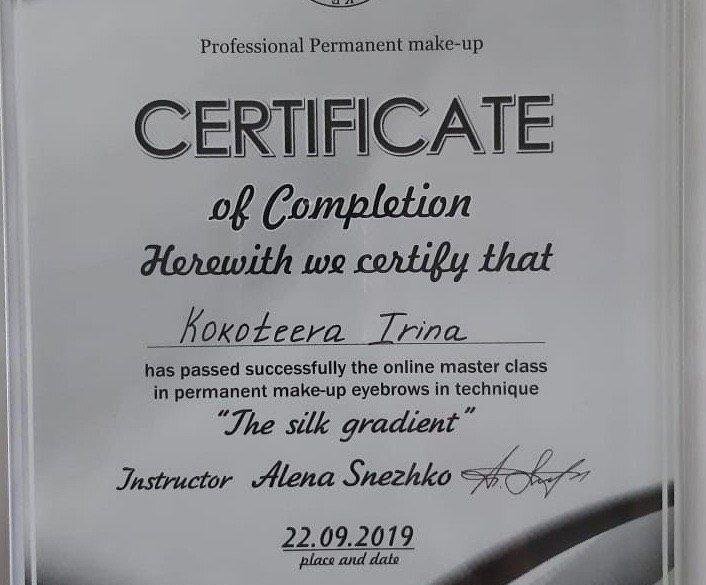 Professional Permanent make-up
CERTIFICATE
of Completion
Herewith we certify that
Kokoteera Irina
has passed successfully the online master class
in permanent make-up eyebrows in technique
"The silk gradient"
Instructor Alena Snezhko
22.09.2019
place and date